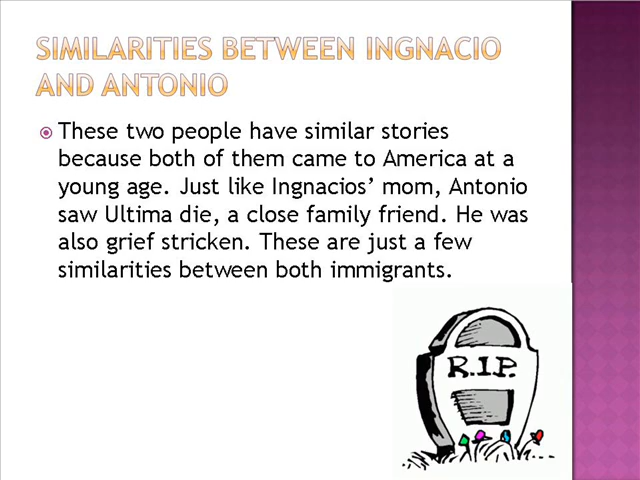 SIMILARITIES BETWEEN INGNACIO
AND ANTONIO
These two people have similar stories
because both of them came to America at a
young age. Just like Ingnacios’ mom, Antonio
saw Ultima die, a close family friend. He was
also grief stricken. These are just a few
similarities between both immigrants.
R.I.P.